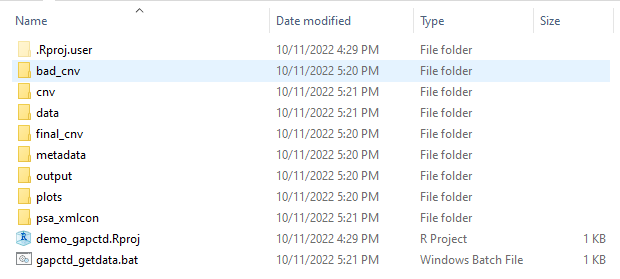 Name Date modified Type Size
.Rproj.user 10/11/2022 4:29 PM File folder
bad_cnv 10/11/2022 5:20 PM File folder
cnv 10/11/2022 5:21 PM File folder
data 10/11/2022 5:21 PM File folder
final_cnv 10/11/2022 5:20 PM File folder
metadata 10/11/2022 5:20 PM File folder
output 10/11/2022 5:20 PM File folder
plots 10/11/2022 5:20 PM File folder
psa_xmlcon 10/11/2022 5:21 PM File folder
demo_gapctd.Rproj 10/11/2022 4:29 PM R Project 1 KB
gapctd_getdata.bat 10/11/2022 5:20 PM Windows Batch File 1 KB